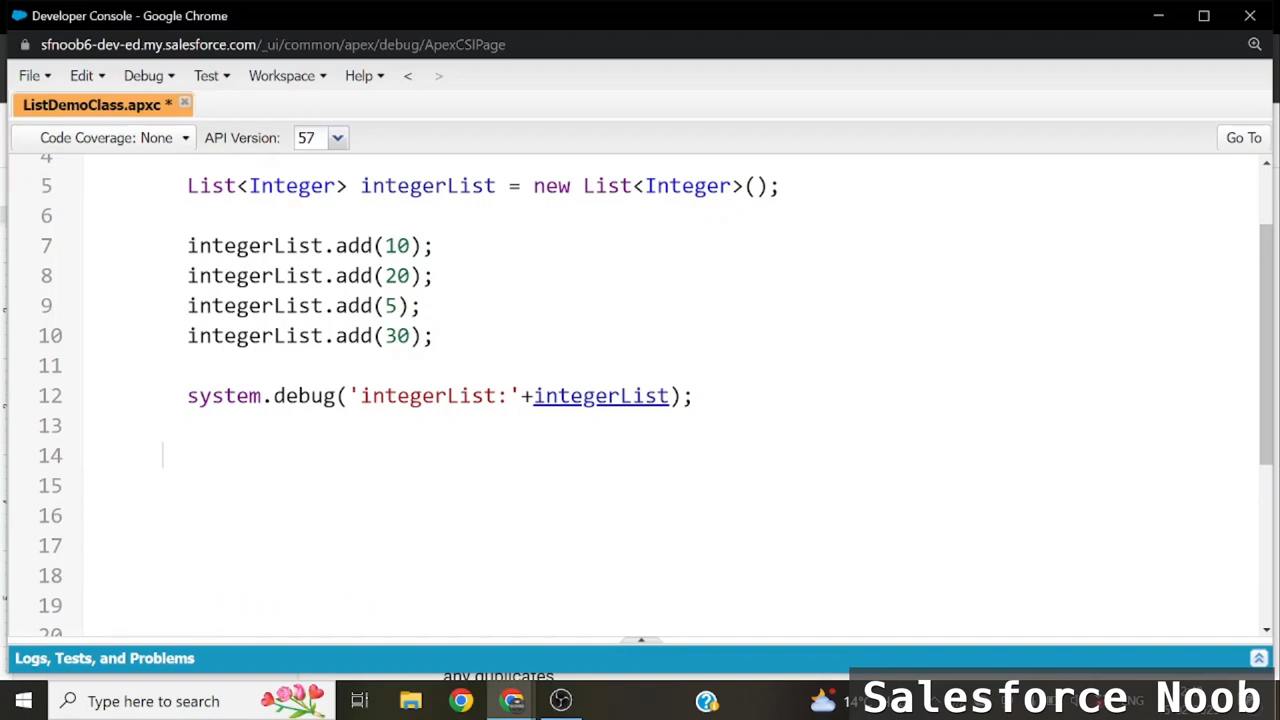 Developer Console - Google Chrome
sfnoob6-dev-ed.my.salesforce.com/_ui/common/apex/debug/ApexCSIPage
File Edit Debug Test Workspace Help < >
ListDemoClass.apxc *
Code Coverage: None API Version: 57 Go To
4
5 List<Integer> integerList = new List<Integer>();
6
7 integerList.add(10);
8 integerList.add(20);
9 integerList.add(5);
10 integerList.add(30);
11
12 system.debug('integerList:'+integerList);
13
14
15
16
17
18
19
20
Logs, Tests, and Problems
any duplicates
Type here to search
14°
ENG
Salesforce Noob